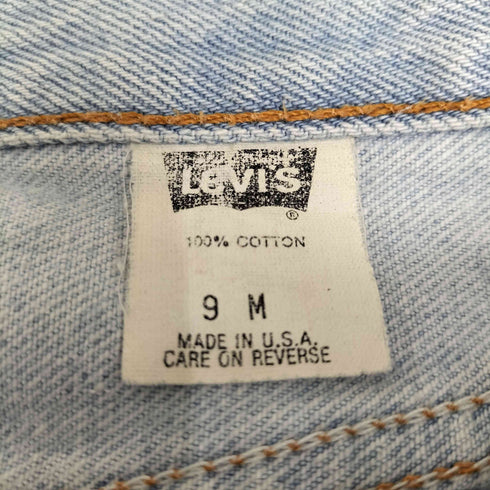 LEVI'S
®
100% COTTON
9 M
MADE IN U.S.A.
CARE ON REVERSE